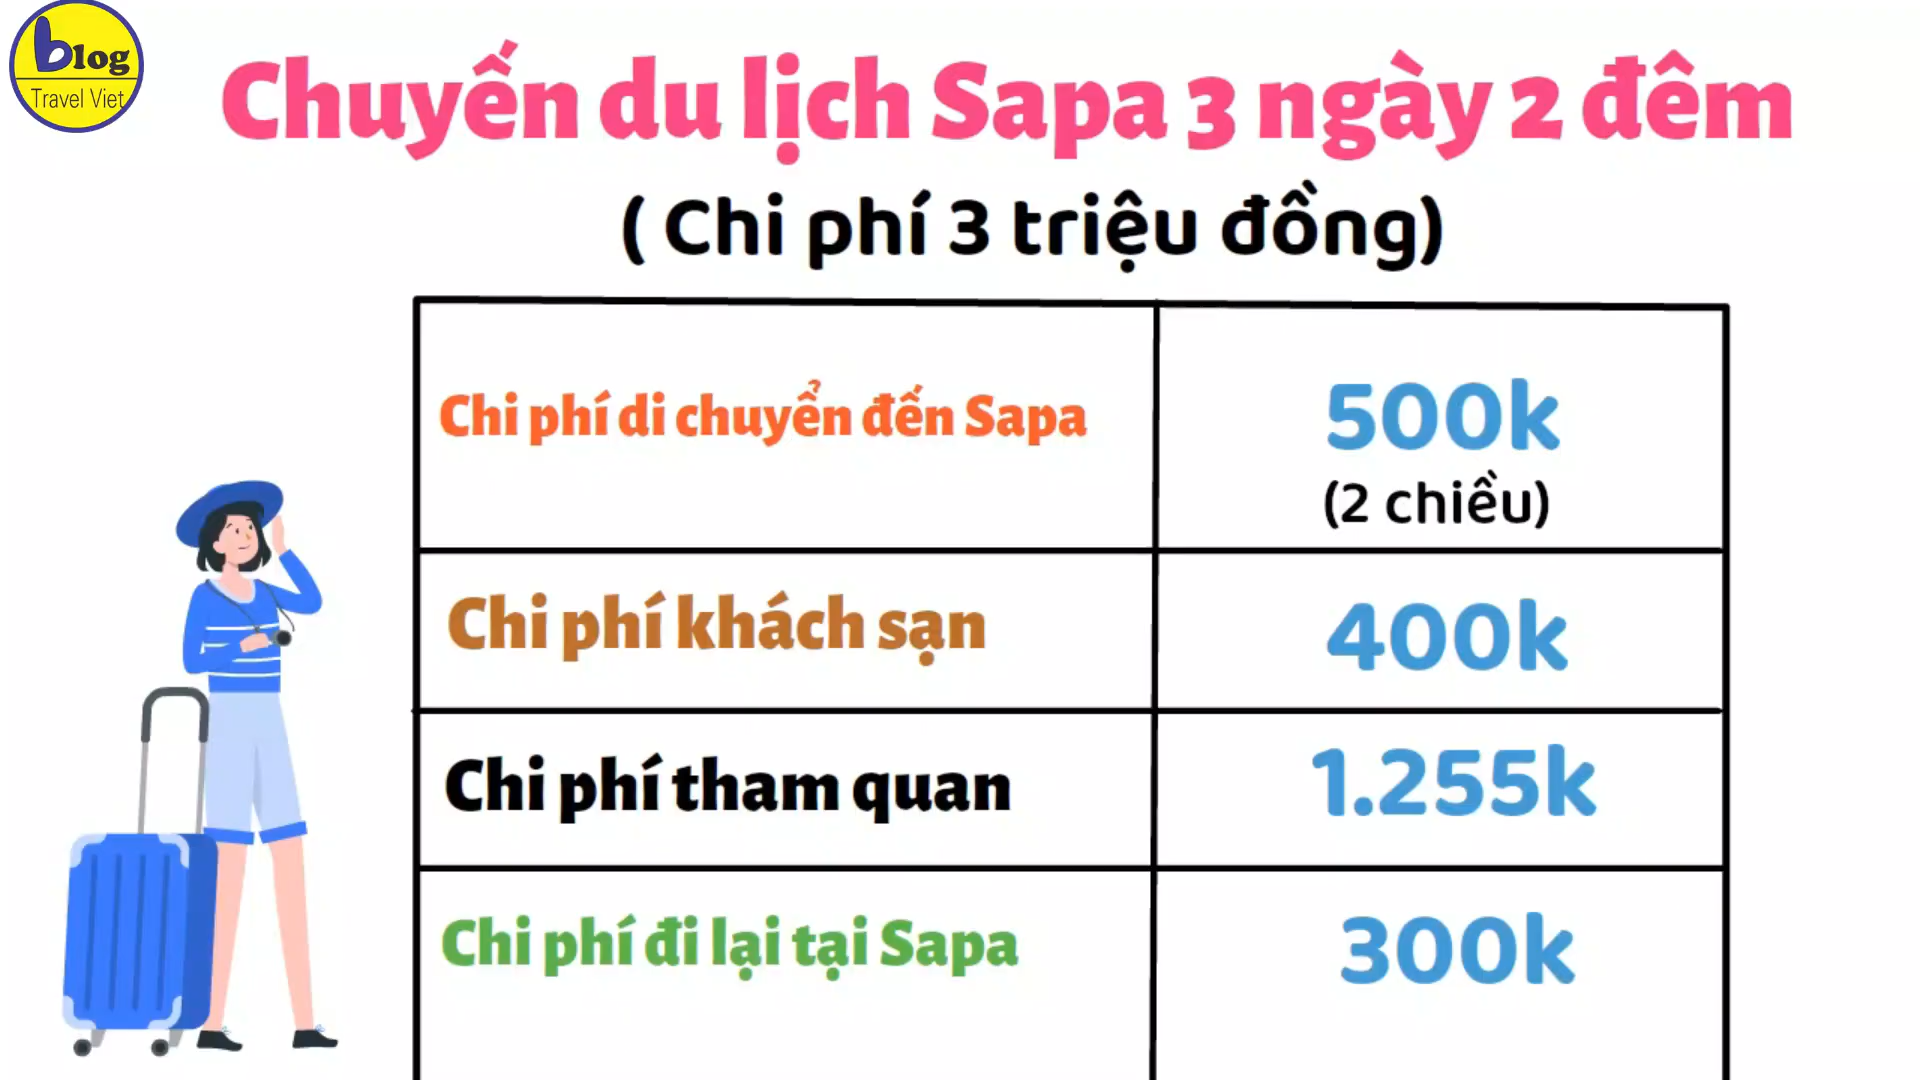 blog
Travel Viet
Chuyến du lịch Sapa 3 ngày 2 đêm
( Chi phí 3 triệu đồng)
Chi phí di chuyển đến Sapa
500k
(2 chiều)
Chi phí khách sạn
400k
Chi phí tham quan
1.255k
Chi phí đi lại tại Sapa
300k